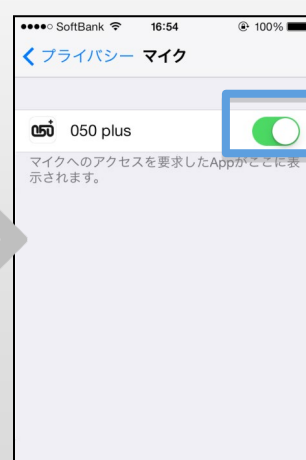 SoftBank 16:54 100%
プライバシー マイク
050 050 plus
マイクへのアクセスを要求したAppがここに表
示されます。